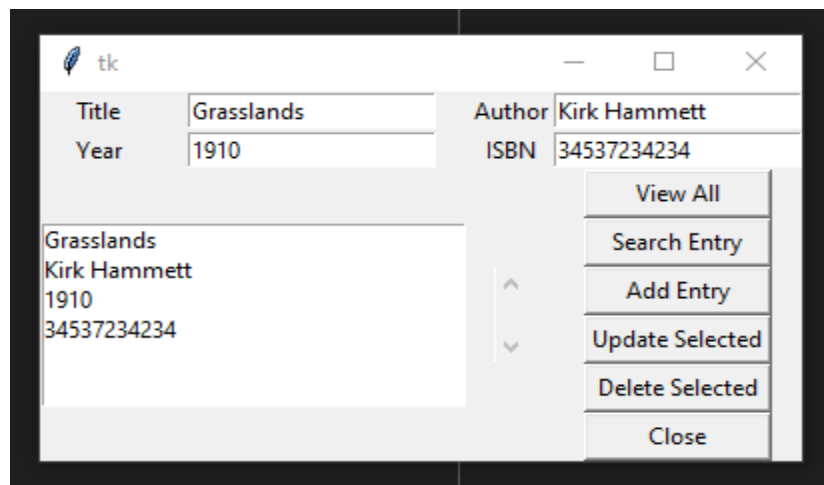 tk
Title Grasslands Author Kirk Hammett
Year 1910 ISBN 34537234234
View All
Grasslands
Kirk Hammett
1910
34537234234
Search Entry
Add Entry
Update Selected
Delete Selected
Close